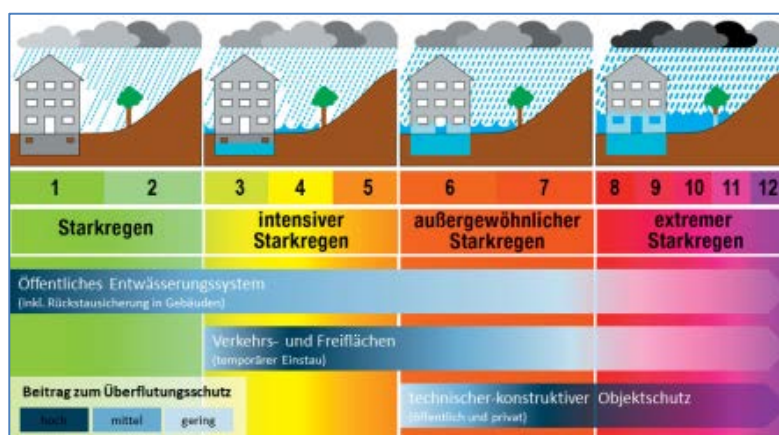 1 2 3 4 5 6 7 8 9 10 11 12
Starkregen
intensiver
Starkregen
außergewöhnlicher
Starkregen
extremer
Starkregen
Öffentliches Entwässerungssystem
(inkl. Rückstausicherung in Gebäuden)
Verkehrs- und Freiflächen
(temporärer Einstau)
technischer-konstruktiver Objektschutz
(öffentlich und privat)
Beitrag zum Überflutungsschutz
hoch mittel gering